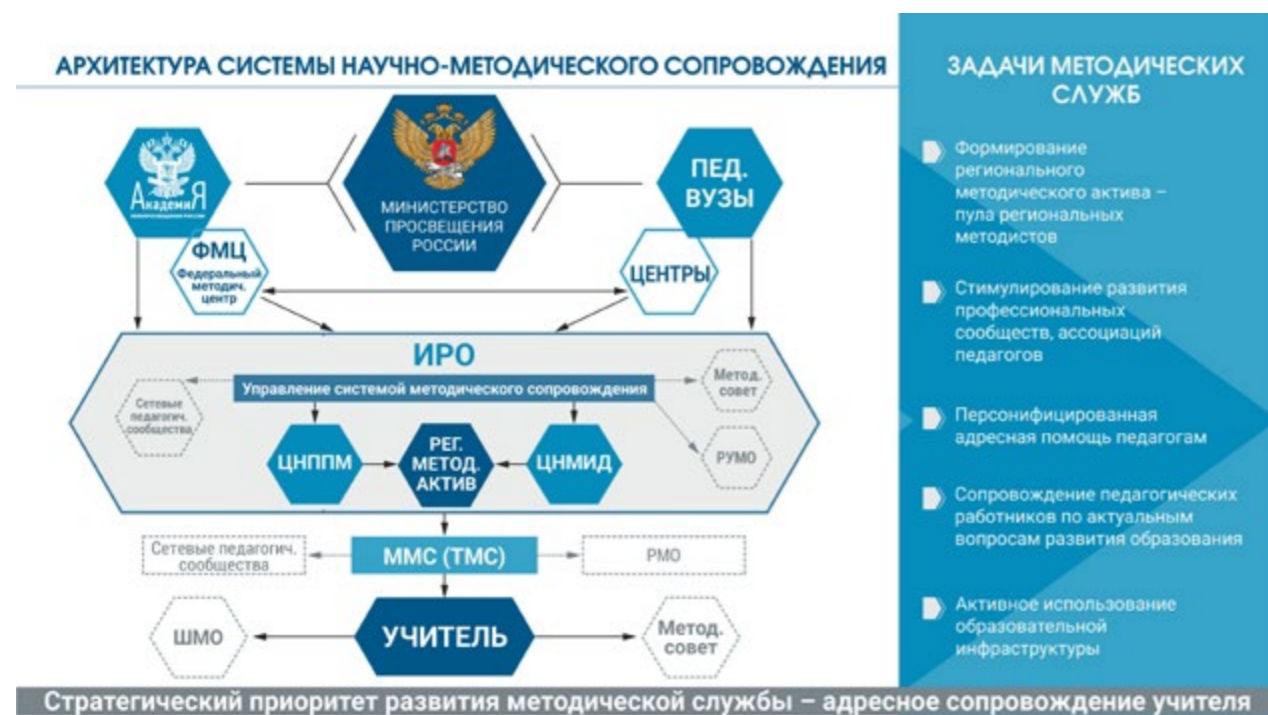 АРХИТЕКТУРА СИСТЕМЫ НАУЧНО-МЕТОДИЧЕСКОГО СОПРОВОЖДЕНИЯ
АкадемиЯ
МИНПРОСВЕЩЕНИЯ РОССИИ
МИНИСТЕРСТВО
ПРОСВЕЩЕНИЯ
РОССИИ
ПЕД.
ВУЗЫ
ФМЦ
Федеральный
методич.
центр
ЦЕНТРЫ
ИРО
Управление системой методического сопровождения
Сетевые
педагогич.
сообщества
Метод.
совет
ЦНППМ
РЕГ.
МЕТОД.
АКТИВ
ЦНМИД
РУМО
Сетевые педагогич.
сообщества
ММС (ТМС)
РМО
ШМО
УЧИТЕЛЬ
Метод.
совет
ЗАДАЧИ МЕТОДИЧЕСКИХ
СЛУЖБ
Формирование
регионального
методического актива –
пула региональных
методистов
Стимулирование развития
профессиональных
сообществ, ассоциаций
педагогов
Персонифицированная
адресная помощь педагогам
Сопровождение педагогических
работников по актуальным
вопросам развития образования
Активное использование
образовательной
инфраструктуры
Стратегический приоритет развития методической службы – адресное сопровождение учителя